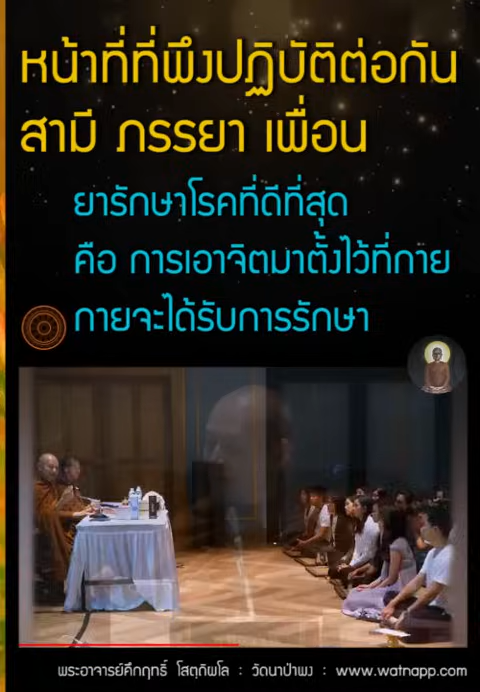 หน้าที่ที่พึงปฏิบัติต่อกัน
สามี ภรรยา เพื่อน
ยารักษาโรคที่ดีที่สุด
คือ การเอาจิตมาตั้งไว้ที่กาย
กายจะได้รับการรักษา
พระอาจารย์คึกฤทธิ์ โสตฺถิผโล : วัดนาป่าพง : www.watnapp.com